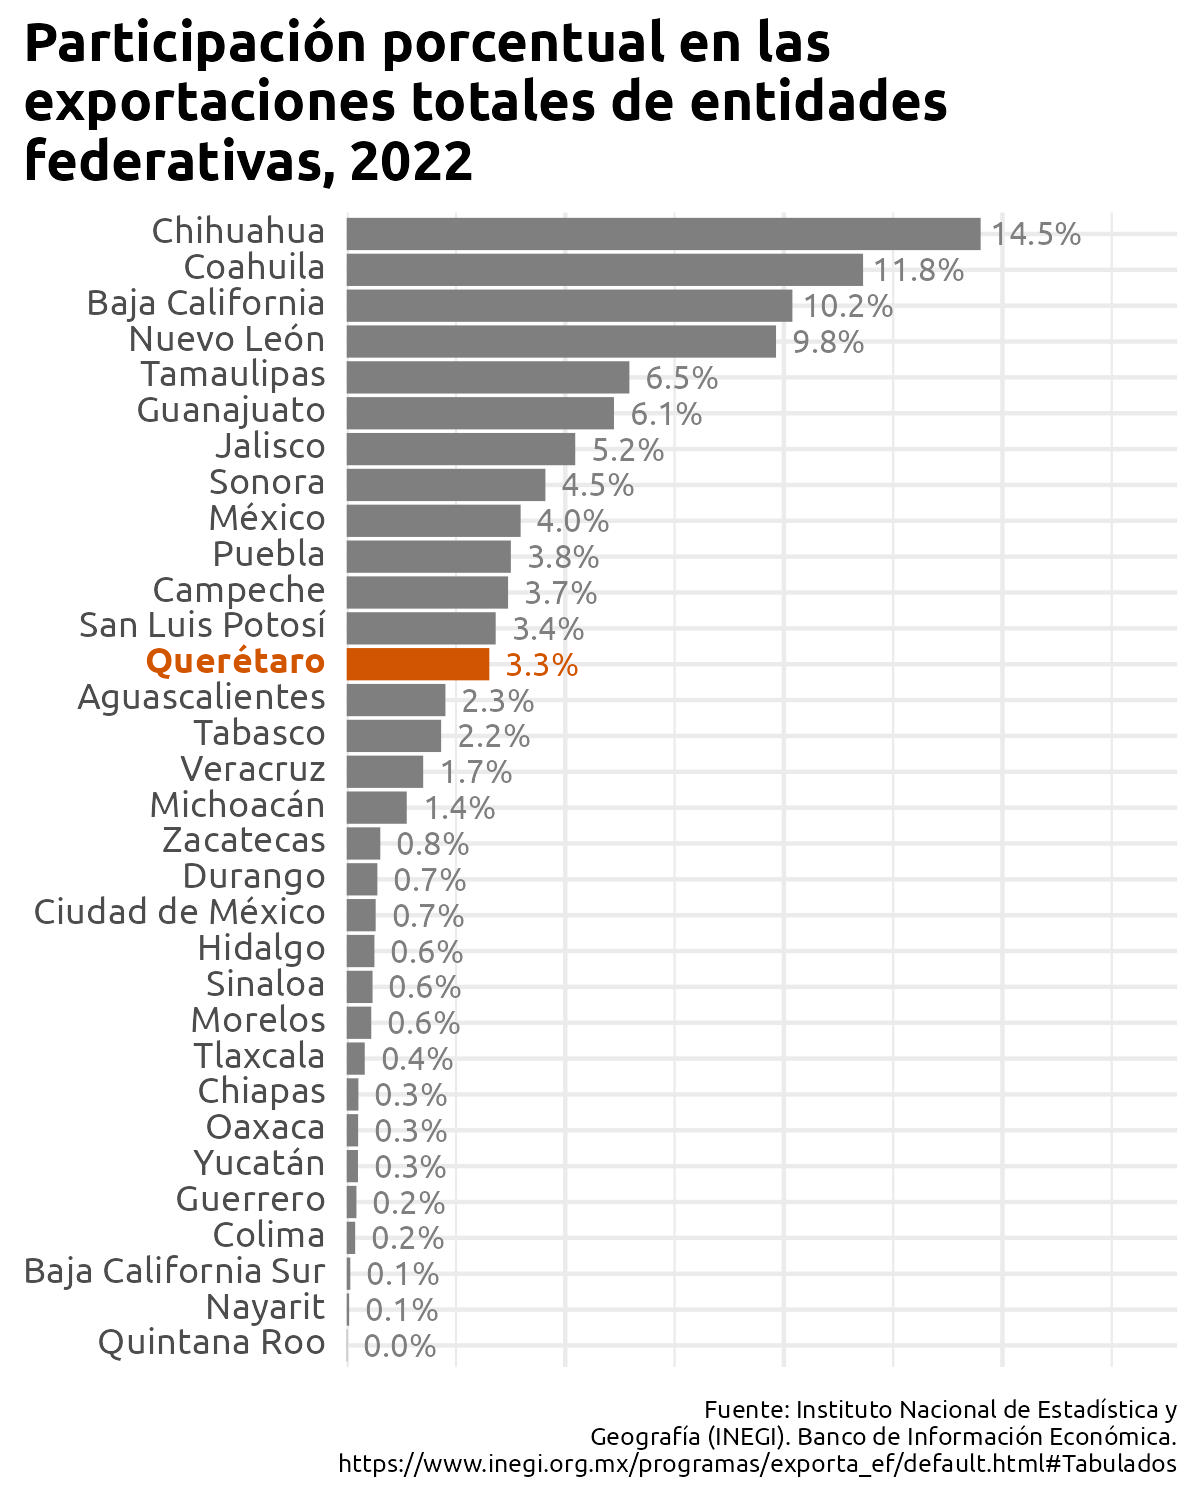 Participación porcentual en las
exportaciones totales de entidades
federativas, 2022
Chihuahua 14.5%
Coahuila 11.8%
Baja California 10.2%
Nuevo León 9.8%
Tamaulipas 6.5%
Guanajuato 6.1%
Jalisco 5.2%
Sonora 4.5%
México 4.0%
Puebla 3.8%
Campeche 3.7%
San Luis Potosí 3.4%
Querétaro 3.3%
Aguascalientes 2.3%
Tabasco 2.2%
Veracruz 1.7%
Michoacán 1.4%
Zacatecas 0.8%
Durango 0.7%
Ciudad de México 0.7%
Hidalgo 0.6%
Sinaloa 0.6%
Morelos 0.6%
Tlaxcala 0.4%
Chiapas 0.3%
Oaxaca 0.3%
Yucatán 0.3%
Guerrero 0.2%
Colima 0.2%
Baja California Sur 0.1%
Nayarit 0.1%
Quintana Roo 0.0%
Fuente: Instituto Nacional de Estadística y
Geografía (INEGI). Banco de Información Económica.
https://www.inegi.org.mx/programas/exporta_ef/default.html#Tabulados